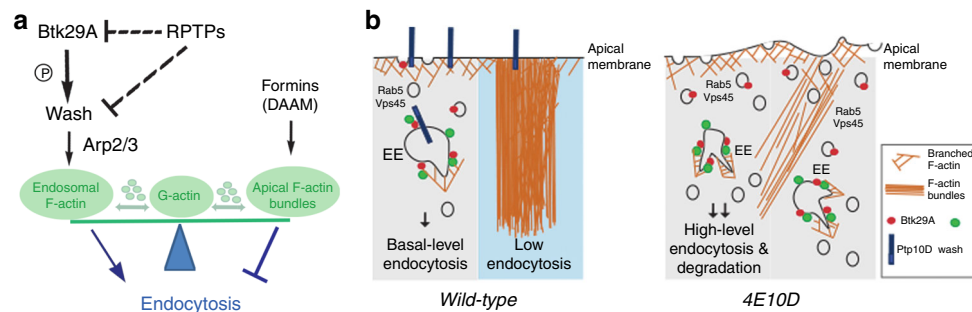 a
Btk29A
RPTPs
P
Wash
Formins
(DAAM)
Arp2/3
Endosomal
F-actin
G-actin
Apical F-actin
bundles
Endocytosis
b
Apical
membrane
Rab5
Vps45
EE
Basal-level
endocytosis
Low
endocytosis
Wild-type
Apical
membrane
Rab5
Vps45
Rab5
Vps45
EE
EE
High-level
endocytosis &
degradation
4E10D
Branched
F-actin
F-actin
bundles
Btk29A
Ptp10D wash